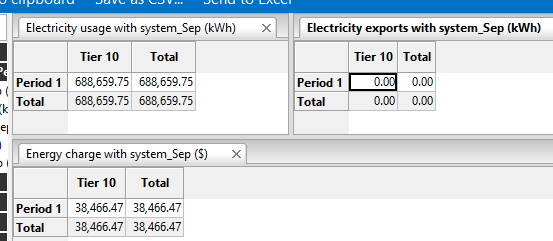 clipboard Save as CSV... Send to Excel
Electricity usage with system_Sep (kWh)
Tier 10 Total
Period 1 688,659.75 688,659.75
Total 688,659.75 688,659.75
Electricity exports with system_Sep (kWh)
Tier 10 Total
Period 1 0.00 0.00
Total 0.00 0.00
Energy charge with system_Sep ($)
Tier 10 Total
Period 1 38,466.47 38,466.47
Total 38,466.47 38,466.47